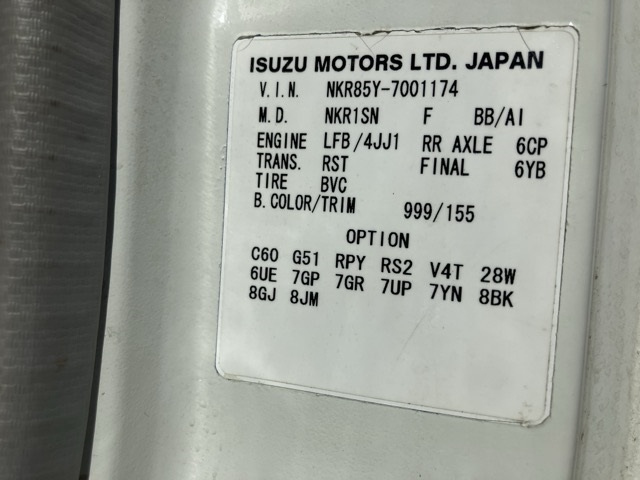 ISUZU MOTORS LTD. JAPAN
V.I.N. NKR85Y-7001174
M.D. NKR1SN F BB/AI
ENGINE LFB/4JJ1 RR AXLE 6CP
TRANS. RST FINAL 6YB
TIRE BVC
B.COLOR/TRIM 999/155
OPTION
C60 G51 RPY RS2 V4T 28W
6UE 7GP 7GR 7UP 7YN 8BK
8GJ 8JM